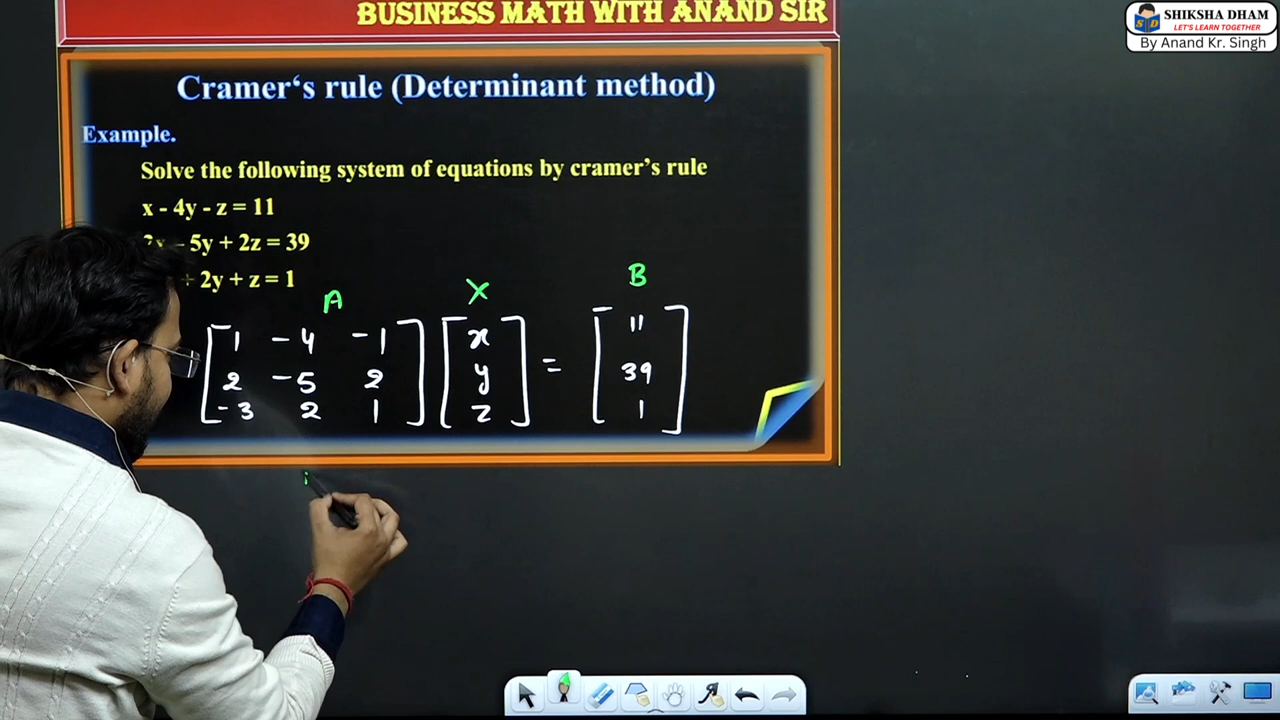 BUSINESS MATH WITH ANAND SIR
SHIKSHA DHAM
LET'S LEARN TOGETHER
By Anand Kr. Singh
Cramer‘s rule (Determinant method)
Example.
Solve the following system of equations by cramer’s rule
x - 4y - z = 11
- 5y + 2z = 39
+ 2y + z = 1
A X B
1 -4 -1 x 11
2 -5 2 y = 39
-3 2 1 z 1